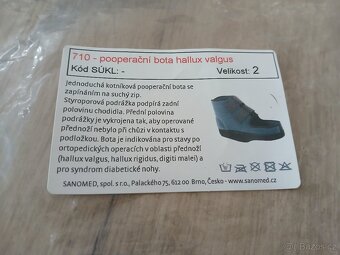 710 - pooperační bota hallux valgus
Kód SÚKL: -
Velikost: 2
Jednoduchá kotníková pooperační bota se
zapínáním na suchý zip.
Styroporová podrážka podpírá zadní
polovinu chodidla. Přední polovina
podrážky je vykrojena tak, aby oblast
přednoží nebylo při chůzi v kontaktu s
podložkou. Bota je indikována pro stavy po
ortopedických operacích v oblasti přednoží
(hallux valgus, hallux rigidus, digiti malei) a
pro syndrom diabetické nohy.
SANOMED, spol. s r.o., Palackého 75, 612 00 Brno, Česko - www.sanomed.cz